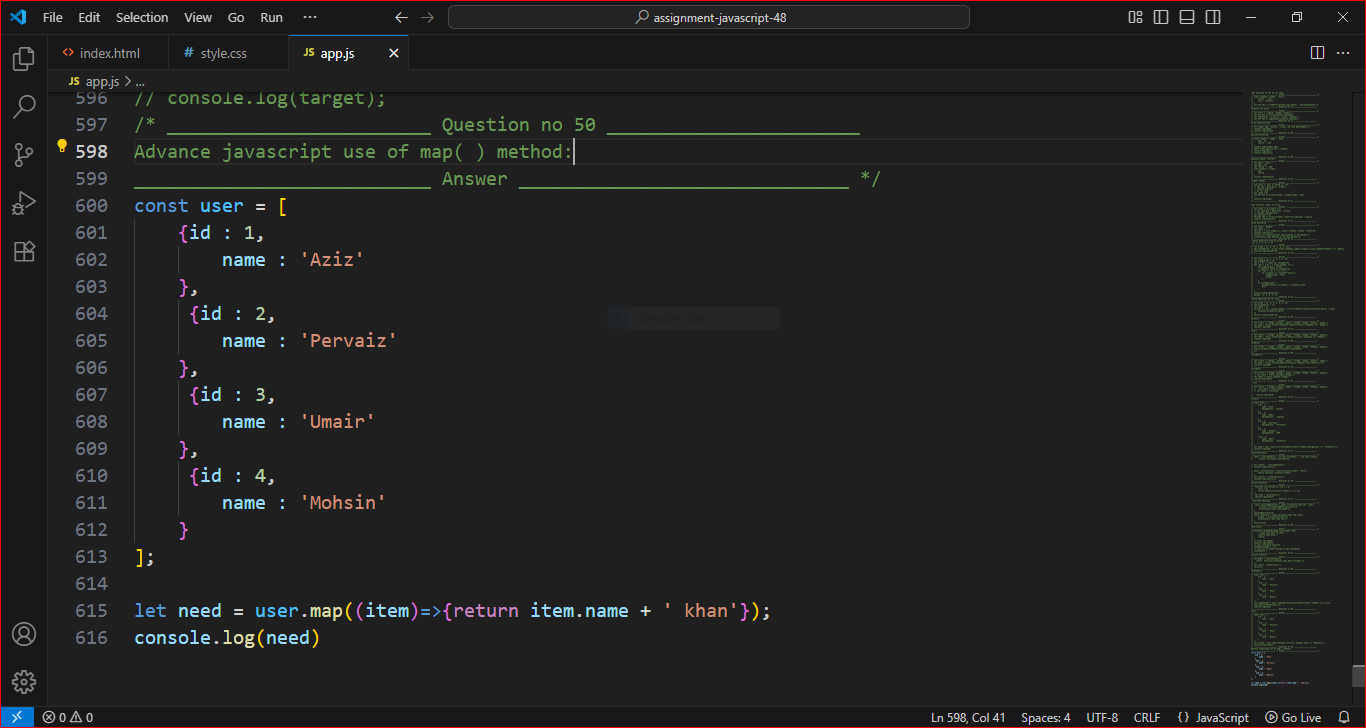 File Edit Selection View Go Run ··· assignment-javascript-48
index.html # style.css JS app.js
JS app.js > ...
596 // console.log(target);
597 /* ________________________ Question no 50 _______________________
598 Advance javascript use of map( ) method:
599 ___________________________ Answer ______________________________ */
600 const user = [
601 {id : 1,
602 name : 'Aziz'
603 },
604 {id : 2,
605 name : 'Pervaiz'
606 },
607 {id : 3,
608 name : 'Umair'
609 },
610 {id : 4,
611 name : 'Mohsin'
612 }
613 ];
614
615 let need = user.map((item)=>{return item.name + ' khan'});
616 console.log(need)
0 0 Ln 598, Col 41 Spaces: 4 UTF-8 CRLF {} JavaScript Go Live